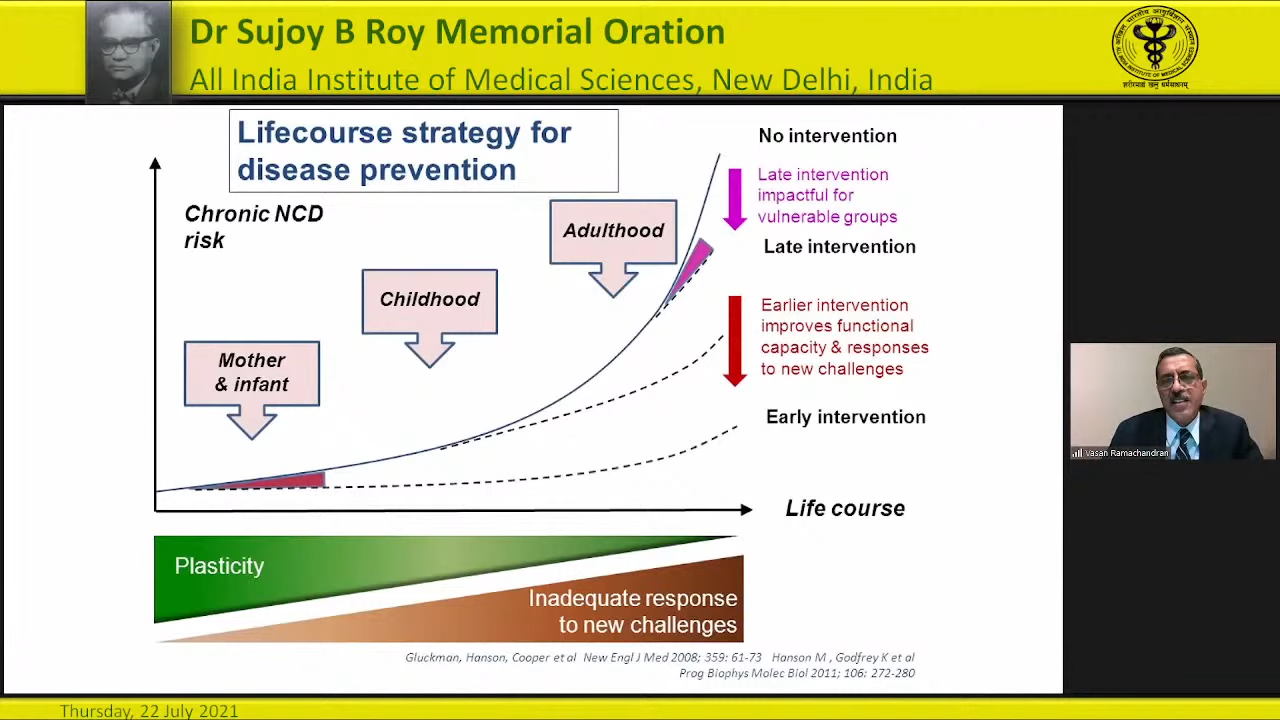 Dr Sujoy B Roy Memorial Oration
All India Institute of Medical Sciences, New Delhi, India
Lifecourse strategy for
disease prevention
Chronic NCD
risk
Mother
& infant
Childhood
Adulthood
No intervention
Late intervention
impactful for
vulnerable groups
Late intervention
Earlier intervention
improves functional
capacity & responses
to new challenges
Early intervention
Life course
Plasticity
Inadequate response
to new challenges
Gluckman, Hanson, Cooper et al New Engl J Med 2008; 359: 61-73 Hanson M , Godfrey K et al
Prog Biophys Molec Biol 2011; 106: 272-280
Vasan Ramachandran
Thursday, 22 July 2021